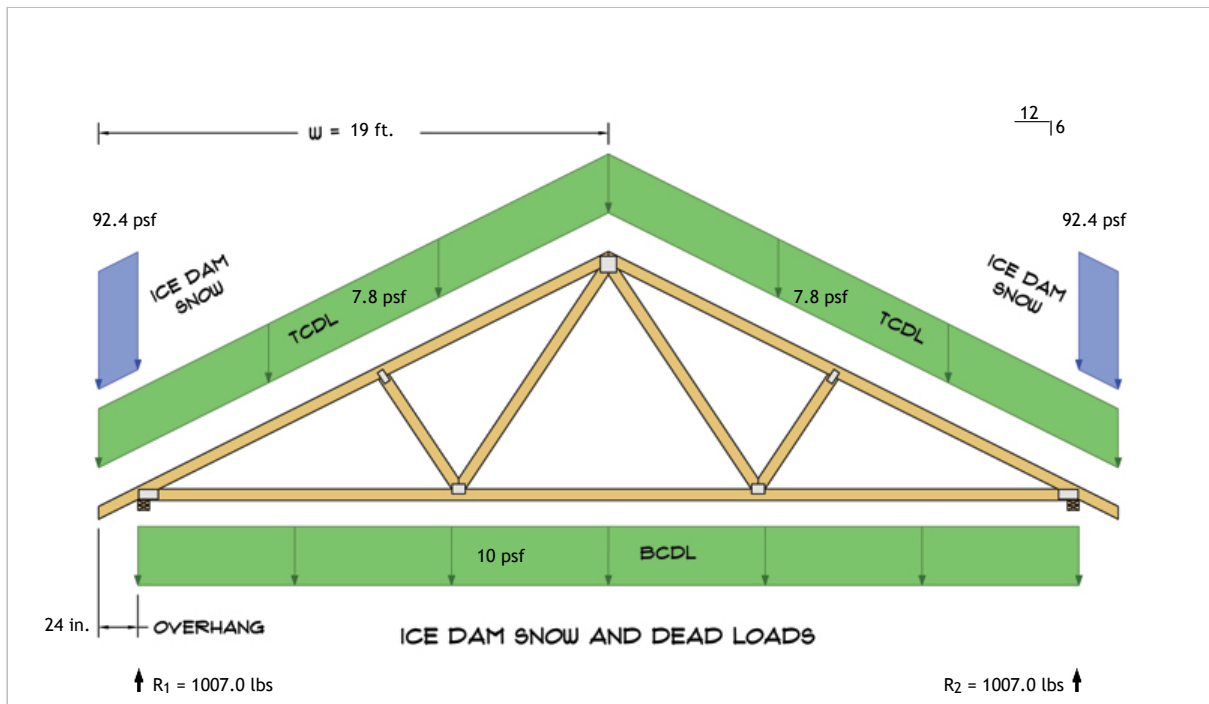 W = 19 ft.
12
6
92.4 psf
92.4 psf
ICE DAM
SNOW
ICE DAM
SNOW
7.8 psf
7.8 psf
TCDL
TCDL
10 psf
BCDL
24 in.
OVERHANG
ICE DAM SNOW AND DEAD LOADS
R1 = 1007.0 lbs
R2 = 1007.0 lbs